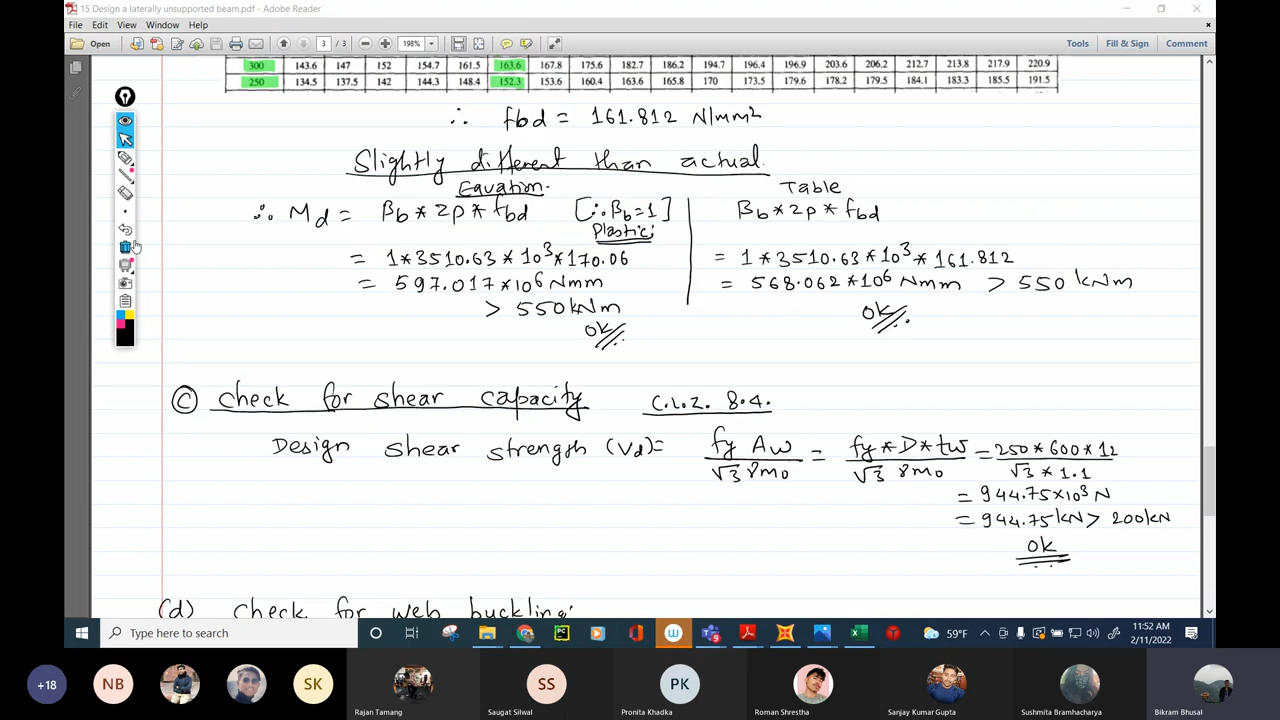 15 Design a laterally unsupported beam.pdf - Adobe Reader
File Edit View Window Help
Open 3 / 3 198% Tools Fill & Sign Comment
300 143.6 147 152 154.7 161.5 163.6 167.8 175.6 182.7 186.2 194.7 196.4 196.9 203.6 206.2 212.7 213.8 217.9 220.9
250 134.5 137.5 142 144.3 148.4 152.3 153.6 160.4 163.6 165.8 170 173.5 179.6 178.2 179.5 184.1 183.3 185.5 191.5
∴ fbd = 161.812 N/mm²
Slightly different than actual.
Equation. Table
∴ Md = βb * zp * fbd [∴ βb = 1] βb * zp * fbd
Plastic
= 1*3510.63*10³*170.06 = 1*3510.63*10³*161.812
= 597.017*10⁶ Nmm = 568.062*10⁶ Nmm > 550 kNm
> 550 kNm ok
ok
(c) Check for shear capacity C.L.Z. 8.4.
Design shear strength (Vd) = fy Aw / √3 γm0 = fy * D * tw / √3 γm0 = 250*600*12 / √3 * 1.1
= 944.75×10³ N
= 944.75 kN > 200 kN
ok
(d) check for web buckling:
Type here to search 59°F 11:52 AM
2/11/2022
+18 NB SK SS PK
Rajan Tamang Saugat Silwal Pronita Khadka Roman Shrestha Sanjay Kumar Gupta Sushmita Bramhacharya Bikram Bhusal